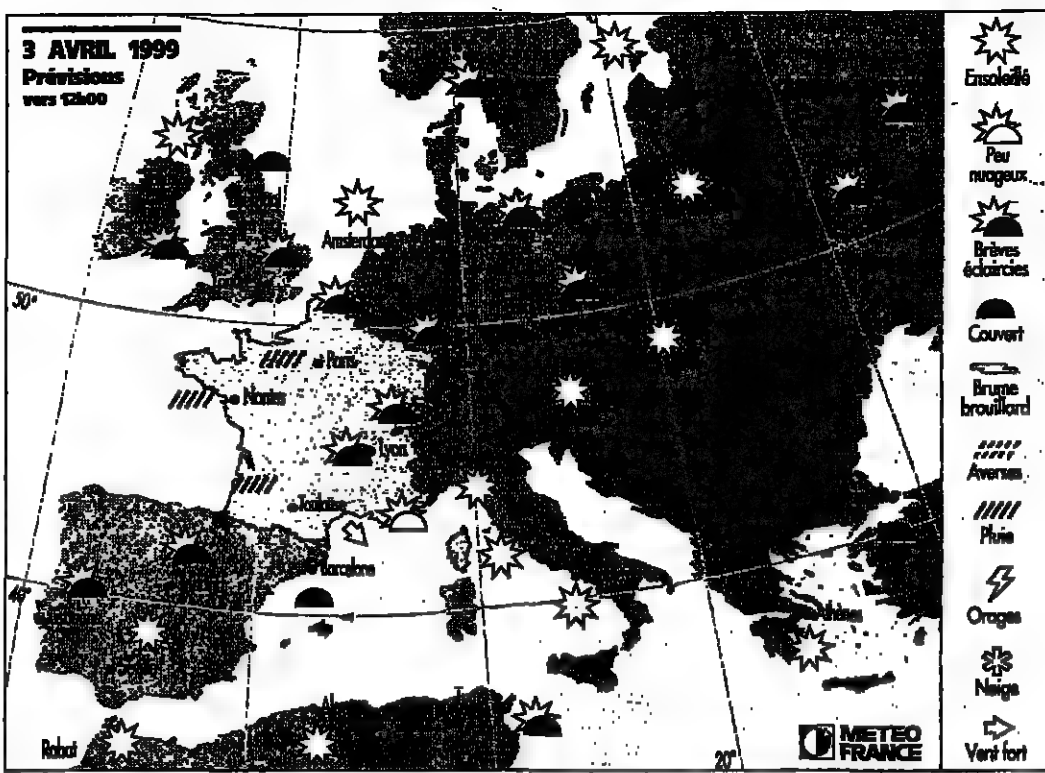 3 AVRIL 1999
Prévisions
vers 12h00
Amsterdam
50°
Paris
Nantes
Lyon
Toulouse
Barcelone
40°
Athènes
Rabat
20°
METEO
FRANCE
Ensoleillé
Peu
nuageux
Brèves
éclaircies
Couvert
Brume
brouillard
Averses
Pluie
Orages
Neige
Vent fort